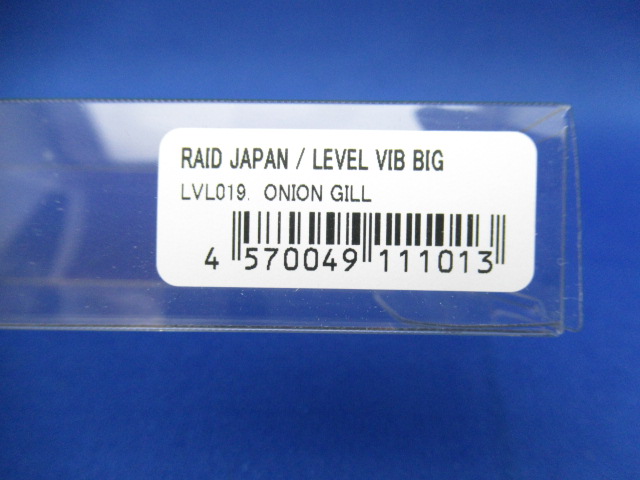 RAID JAPAN / LEVEL VIB BIG
LVL019. ONION GILL
4 570049 111013